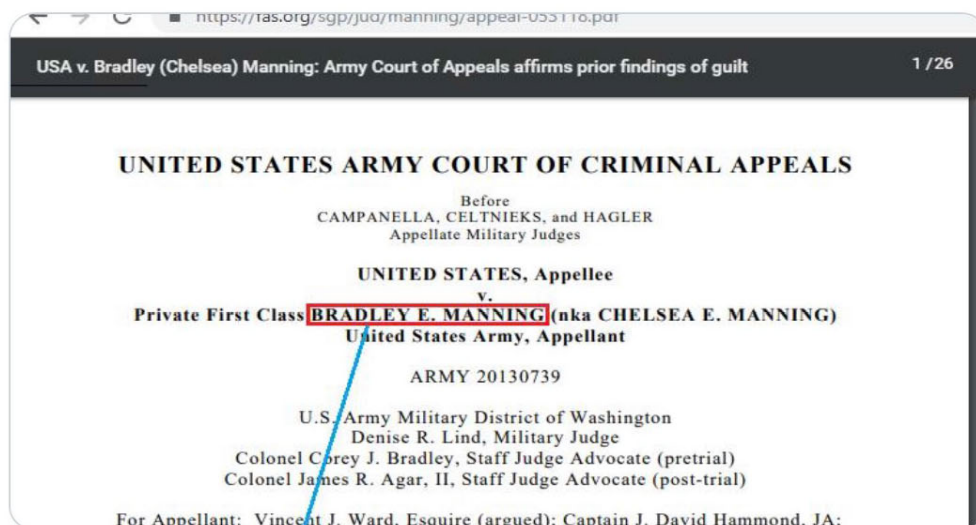 https://fas.org/sgp/jud/manning/appeal-053118.pdf
USA v. Bradley (Chelsea) Manning: Army Court of Appeals affirms prior findings of guilt 1 / 26
UNITED STATES ARMY COURT OF CRIMINAL APPEALS
Before
CAMPANELLA, CELTNIEKS, and HAGLER
Appellate Military Judges
UNITED STATES, Appellee
v.
Private First Class BRADLEY E. MANNING (nka CHELSEA E. MANNING)
United States Army, Appellant
ARMY 20130739
U.S. Army Military District of Washington
Denise R. Lind, Military Judge
Colonel Corey J. Bradley, Staff Judge Advocate (pretrial)
Colonel James R. Agar, II, Staff Judge Advocate (post-trial)
For Appellant: Vincent J. Ward, Esquire (argued); Captain J. David Hammond, JA;